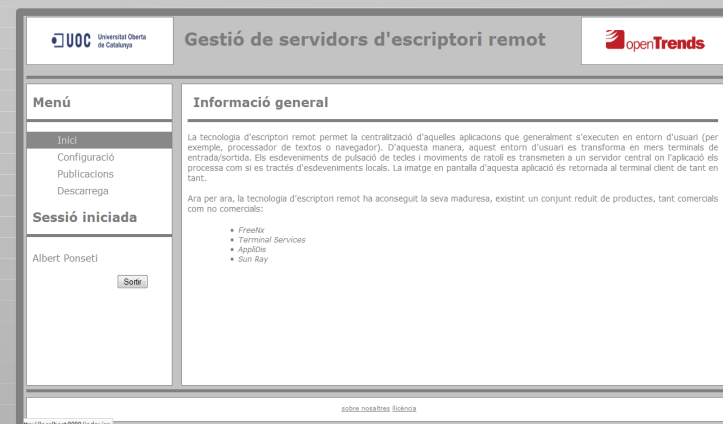 UOC Universitat Oberta
de Catalunya
Gestió de servidors d'escriptori remot
openTrends
Menú
Inici
Configuració
Publicacions
Descarrega
Sessió iniciada
Albert Ponseti
Sortir
Informació general
La tecnologia d'escriptori remot permet la centralització d'aquelles aplicacions que generalment s'executen en entorn d'usuari (per
exemple, processador de textos o navegador). D'aquesta manera, aquest entorn d'usuari es transforma en mers terminals de
entrada/sortida. Els esdeveniments de pulsació de tecles i moviments de ratolí es transmeten a un servidor central on l'aplicació els
processa com si es tractés d'esdeveniments locals. La imatge en pantalla d'aquesta aplicació és retornada al terminal client de tant en
tant.
Ara per ara, la tecnologia d'escriptori remot ha aconseguit la seva maduresa, existint un conjunt reduït de productes, tant comercials
com no comercials:
• FreeNx
• Terminal Services
• AppliDis
• Sun Ray
sobre nosaltres llicència